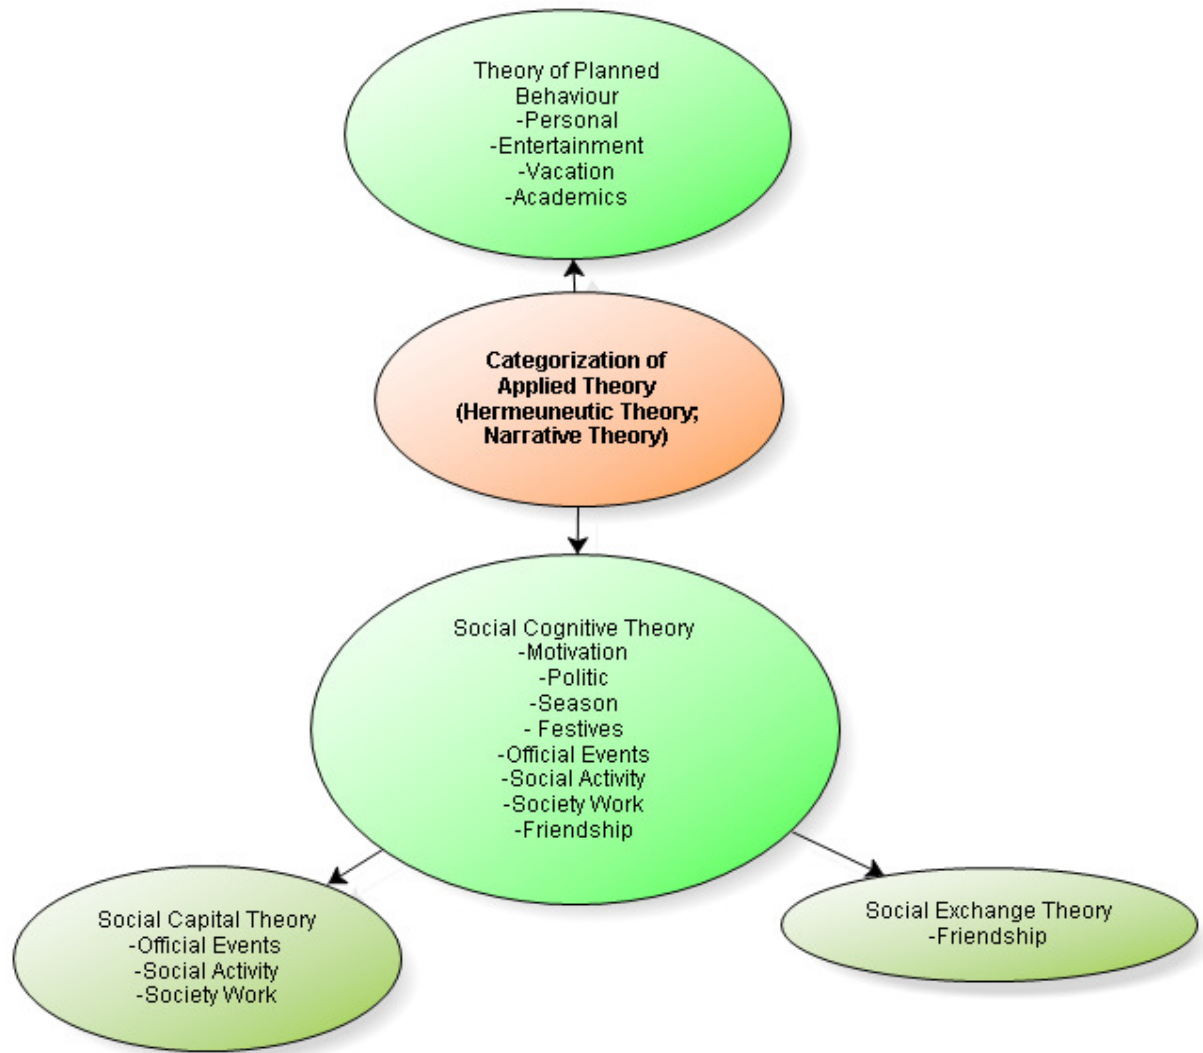 Theory of Planned
Behaviour
-Personal
-Entertainment
-Vacation
-Academics
Categorization of
Applied Theory
(Hermeuneutic Theory;
Narrative Theory)
Social Cognitive Theory
-Motivation
-Politic
-Season
- Festives
-Official Events
-Social Activity
-Society Work
-Friendship
Social Capital Theory
-Official Events
-Social Activity
-Society Work
Social Exchange Theory
-Friendship